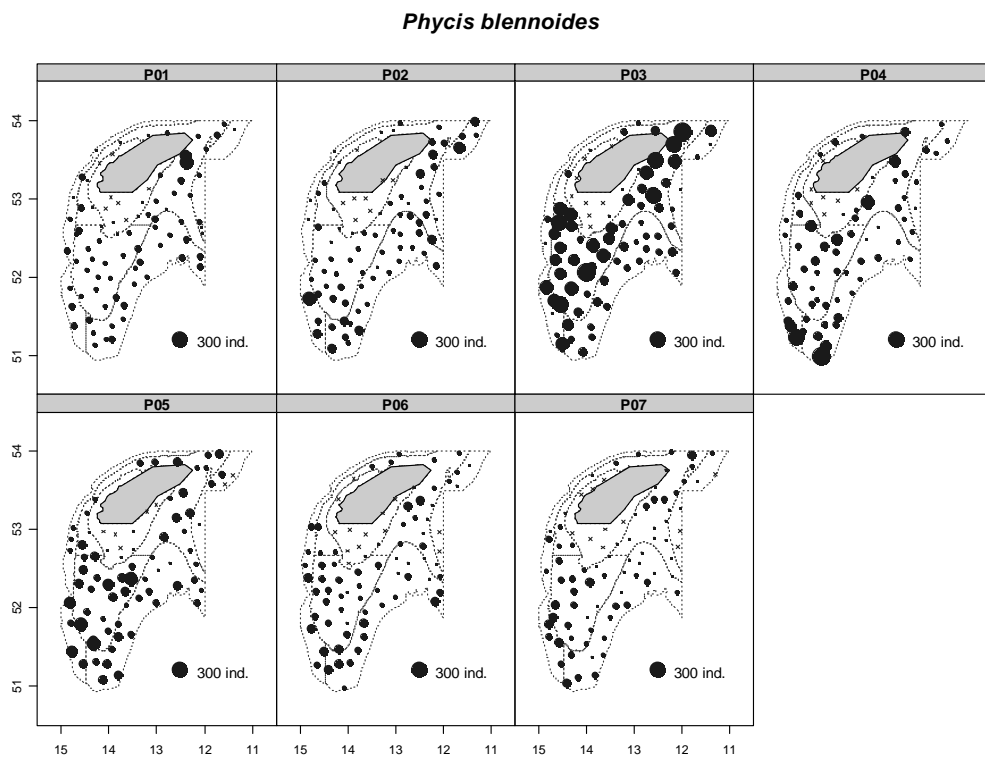 Phycis blennoides
P01 P02 P03 P04
54
53
52
51
300 ind. 300 ind. 300 ind. 300 ind.
P05 P06 P07
54
53
52
51
300 ind. 300 ind. 300 ind.
15 14 13 12 11 15 14 13 12 11 15 14 13 12 11